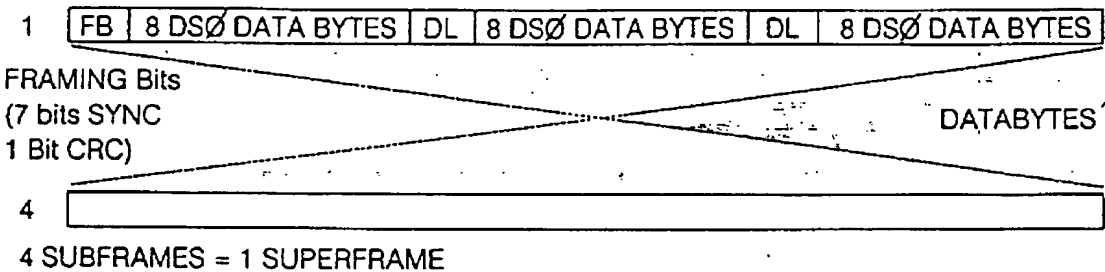 1 FB 8 DSØ DATA BYTES DL 8 DSØ DATA BYTES DL 8 DSØ DATA BYTES
FRAMING Bits
(7 bits SYNC
1 Bit CRC)
DATABYTES
4
4 SUBFRAMES = 1 SUPERFRAME